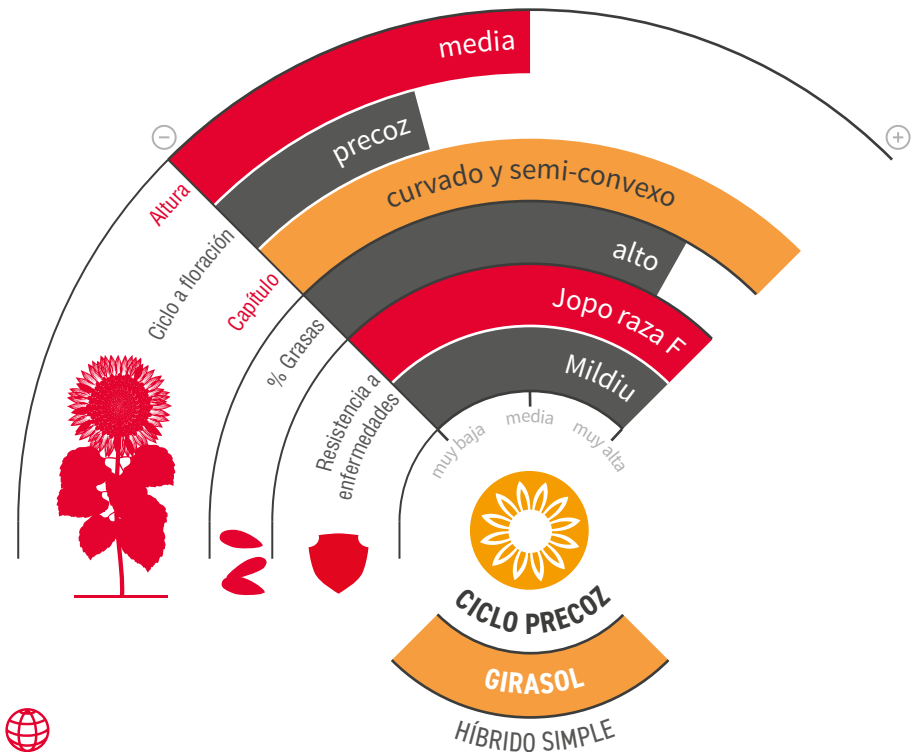 media
precoz
curvado y semi-convexo
alto
Jopo raza F
Mildiu
Altura
Ciclo a floración
Capítulo
% Grasas
Resistencia a
enfermedades
muy baja
media
muy alta
CICLO PRECOZ
GIRASOL
HÍBRIDO SIMPLE